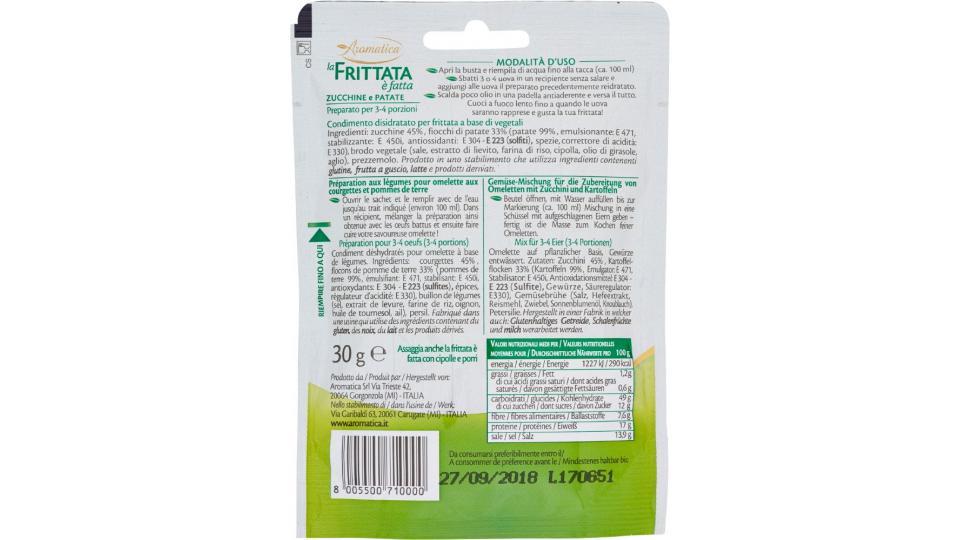 CS
Aromatica
la FRITTATA
è fatta
ZUCCHINE e PATATE
Preparato per 3-4 porzioni
MODALITÀ D'USO
Apri la busta e riempila di acqua fino alla tacca (ca. 100 ml)
Sbatti 3 o 4 uova in un recipiente senza salare e
aggiungi alle uova il preparato precedentemente reidratato.
Scalda poco olio in una padella antiaderente e versa il tutto.
Cuoci a fuoco lento fino a quando le uova
saranno rapprese e gusta la tua frittata!
Condimento disidratato per frittata a base di vegetali
Ingredienti: zucchine 45%, fiocchi di patate 33% (patate 99%, emulsionante: E 471,
stabilizzante: E 450i, antiossidanti: E 304 - E 223 (solfiti), spezie, correttore di acidità:
E330), brodo vegetale (sale, estratto di lievito, farina di riso, cipolla, olio di girasole,
aglio), prezzemolo. Prodotto in uno stabilimento che utilizza ingredienti contenenti
glutine, frutta a guscio, latte e prodotti derivati.
RIEMPIRE FINO A QUI
Préparation aux légumes pour omelette aux
courgettes et pommes de terre
Ouvrir le sachet et le remplir avec de l'eau
jusqu'au trait indiqué (environ 100 ml). Dans
un récipient, mélanger la préparation ainsi
obtenue avec les œufs battus et ensuite faire
cuire votre savoureuse omelette !
Préparation pour 3-4 oeufs (3-4 portions)
Condiment déshydratés pour omelette à base
de légumes. Ingrédients: courgettes 45%,
flocons de pomme de terre 33% (pommes de
terre 99%, émulsifiant: E 471, stabilisant: E 450i,
antioxydants: E 304 - E 223 (sulfites), épices,
régulateur d'acidité: E330), buillon de légumes
(sel, extrait de levure, farine de riz, oignon,
huile de tournesol, ail), persil. Fabriqué dans
une usine qui utilise des ingrédients contenant du
gluten, des noix, du lait et les produits dérivés.
Gemüse-Mischung für die Zubereitung von
Omeletten mit Zucchini und Kartoffeln
Beutel öffnen, mit Wasser auffüllen bis zur
Markierung (ca. 100 ml) Mischung in eine
Schüssel mit aufgeschlagenen Eiern geben –
fertig ist die Masse zum Kochen feiner
Omeletten.
Mix für 3-4 Eier (3-4 Portionen)
Omelette auf pflanzlicher Basis, Gewürze
entwässert. Zutaten: Zucchini 45%, Kartoffel-
flocken 33% (Kartoffeln 99%, Emulgator: E 471,
Stabilisator: E 450i, Antioxidationsmittel: E 304 -
E 223 (Sulfite), Gewürze, Säureregulator:
E330), Gemüsebrühe (Salz, Hefeextrakt,
Reismehl, Zwiebel, Sonnenblumenöl, Knoblauch),
Petersilie. Hergestellt in einer Fabrik in welcher
auch: Glutenhaltiges Getreide, Schalenfrüchte
und milch werarbeitet werden.
30 g e
Assaggia anche la frittata è
fatta con cipolle e porri
Prodotto da / Produit par / Hergestellt von:
Aromatica Srl Via Trieste 42,
20064 Gorgonzola (MI) - ITALIA
Nello stabilimento di / dans l'usine de / Werk:
Via Garibaldi 63, 20061 Carugate (MI) - ITALIA
www.aromatica.it
VALORI NUTRIZIONALI MEDI PER / VALEURS NUTRITIONELLES
MOYENNES POUR / DURCHSCHNITTLICHE NÄHRWERTE PRO 100 g
energia / énergie / Energie 1227 kJ / 290 kcal
grassi / graisses / Fett 1,2g
di cui acidi grassi saturi / dont acides gras
saturés / davon gesättigte Fettsäuren 0,6 g
carboidrati / glucides / Kohlenhydrate 49 g
di cui zuccheri / dont sucres / davon Zucker 12 g
fibre / fibres alimentaires / Ballaststoffe 7,6g
proteine / protéines / Eiweiß 17 g
sale / sel / Salz 13,9g
Da consumarsi preferibilmente entro il/
A consommer de préférence avant le / Mindestenes haltbar bis:
27/09/2018 L170651
8 005500 710000